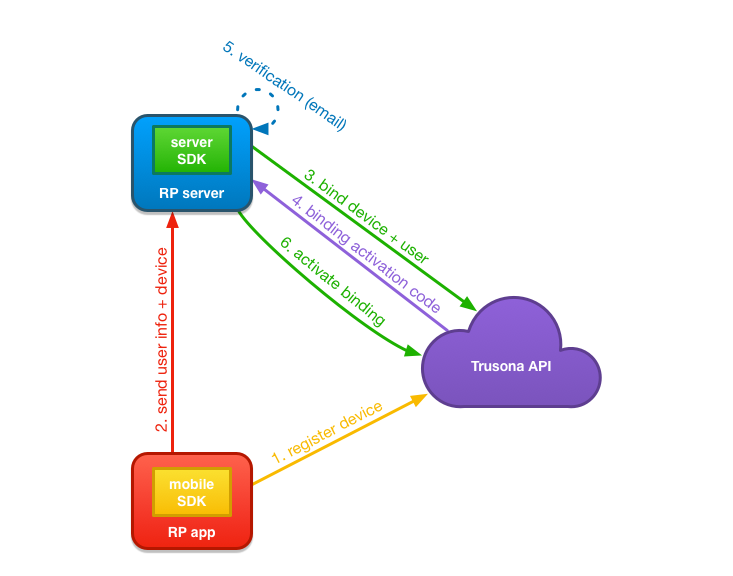 5. verification (email)
server
SDK
RP server
3. bind device + user
4. binding activation code
6. activate binding
2. send user info + device
Trusona API
1. register device
mobile
SDK
RP app